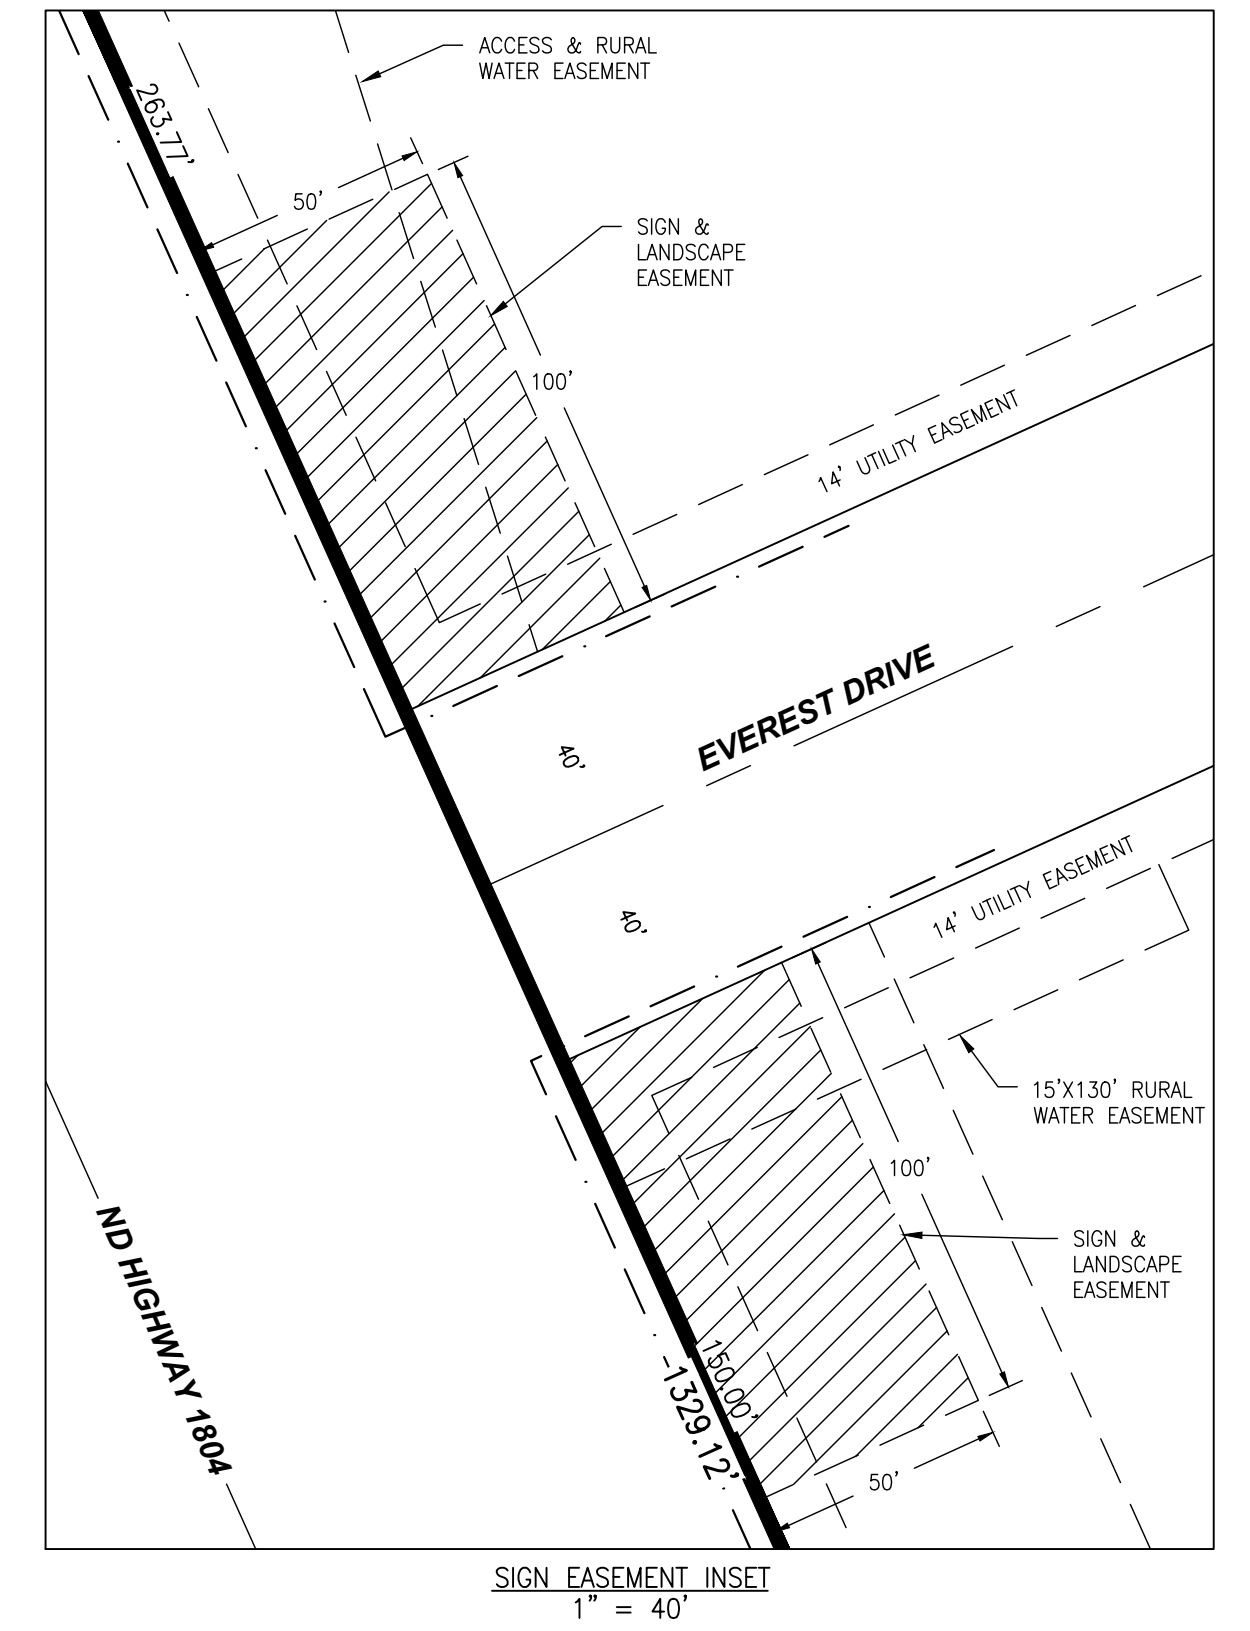 ACCESS & RURAL
WATER EASEMENT
263.77'
50'
SIGN &
LANDSCAPE
EASEMENT
100'
14' UTILITY EASEMENT
EVEREST DRIVE
40'
40'
14' UTILITY EASEMENT
15'X130' RURAL
WATER EASEMENT
100'
ND HIGHWAY 1804
SIGN &
LANDSCAPE
EASEMENT
150.00'
1329.12'
50'
SIGN EASEMENT INSET
1" = 40'